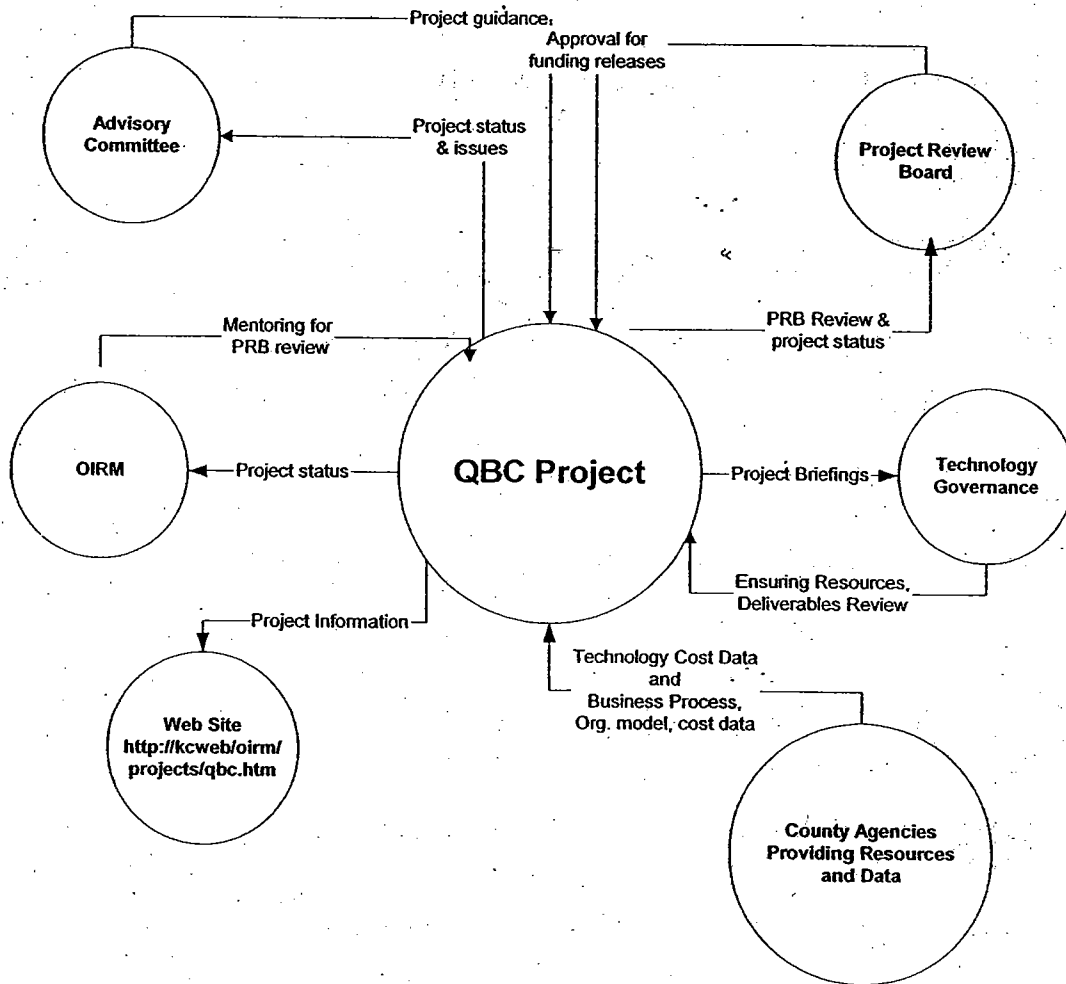 Project guidance
Approval for
funding releases
Advisory
Committee
Project status
& issues
Project Review
Board
Mentoring for
PRB review
PRB Review &
project status
OIRM
Project status
QBC Project
Project Briefings
Technology
Governance
Ensuring Resources,
Deliverables Review
Project Information
Technology Cost Data
and
Business Process,
Org. model, cost data
Web Site
http://kcweb/oirm/
projects/qbc.htm
County Agencies
Providing Resources
and Data